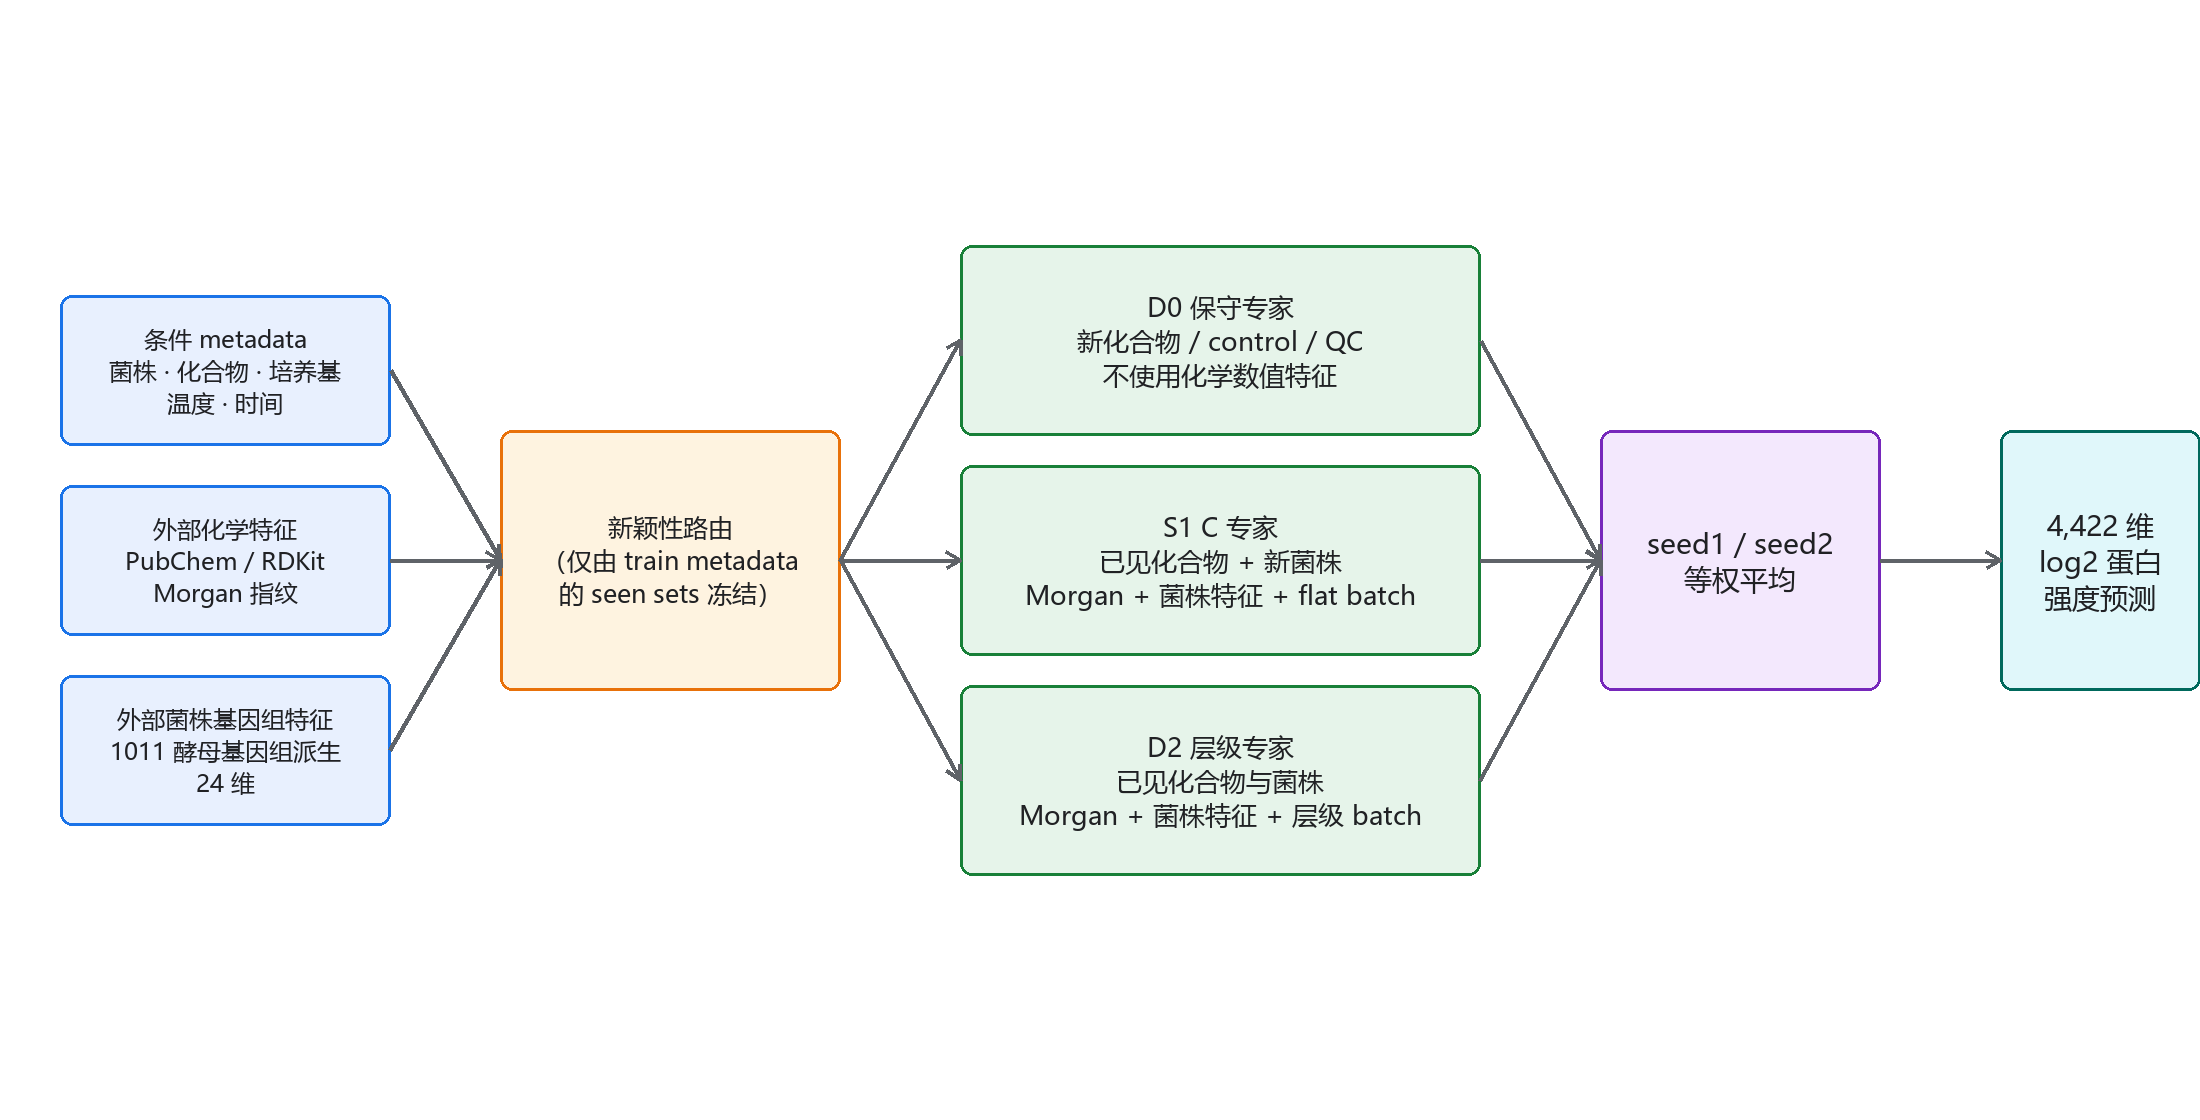 条件 metadata
菌株 · 化合物 · 培养基
温度 · 时间
外部化学特征
PubChem / RDKit
Morgan 指纹
外部菌株基因组特征
1011 酵母基因组派生
24 维
新颖性路由
（仅由 train metadata
的 seen sets 冻结）
D0 保守专家
新化合物 / control / QC
不使用化学数值特征
S1 C 专家
已见化合物 + 新菌株
Morgan + 菌株特征 + flat batch
D2 层级专家
已见化合物与菌株
Morgan + 菌株特征 + 层级 batch
seed1 / seed2
等权平均
4,422 维
log2 蛋白
强度预测